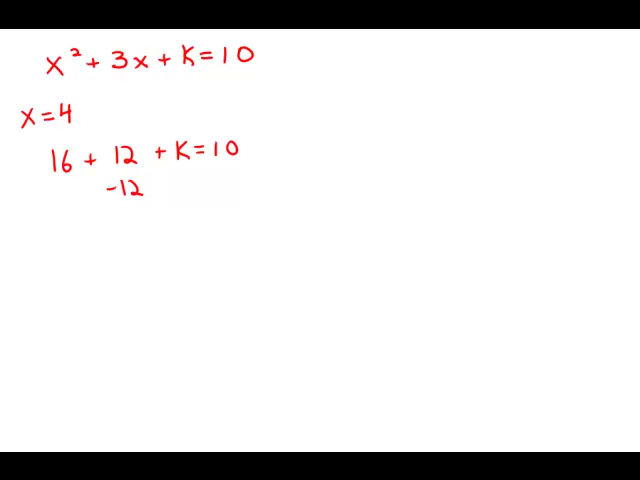 x² + 3x + K = 10
x = 4
16 + 12 + K = 10
-12